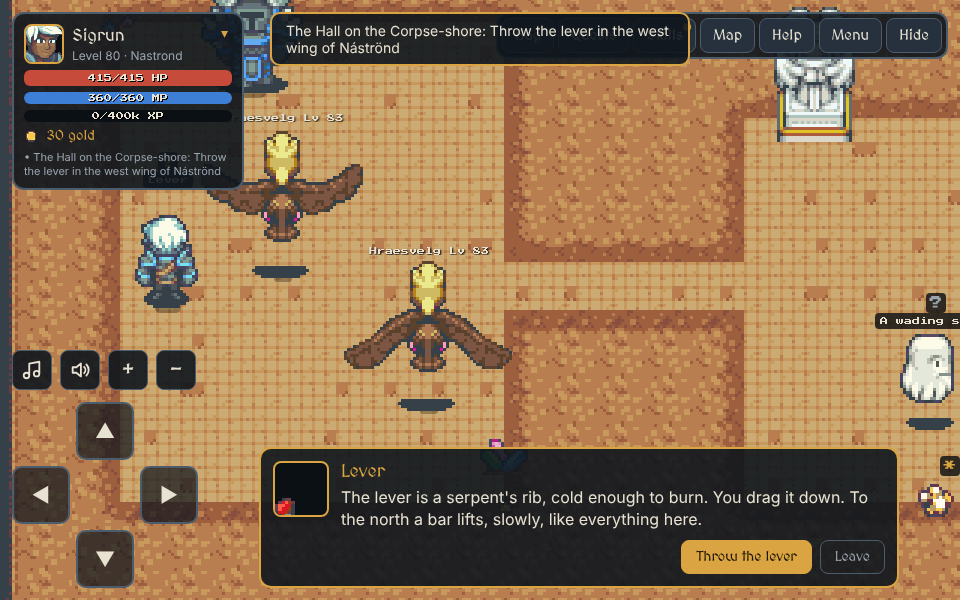 Sigrun
Level 80 · Nastrond
415/415 HP
360/360 MP
0/400k XP
30 gold
• The Hall on the Corpse-shore: Throw
the lever in the west wing of Náströnd
The Hall on the Corpse-shore: Throw the lever in the west
wing of Náströnd
Map
Help
Menu
Hide
Lv 83
Hraesvelg Lv 83
?
A wading s
+
−
Lever
The lever is a serpent's rib, cold enough to burn. You drag it down. To
the north a bar lifts, slowly, like everything here.
Throw the lever
Leave